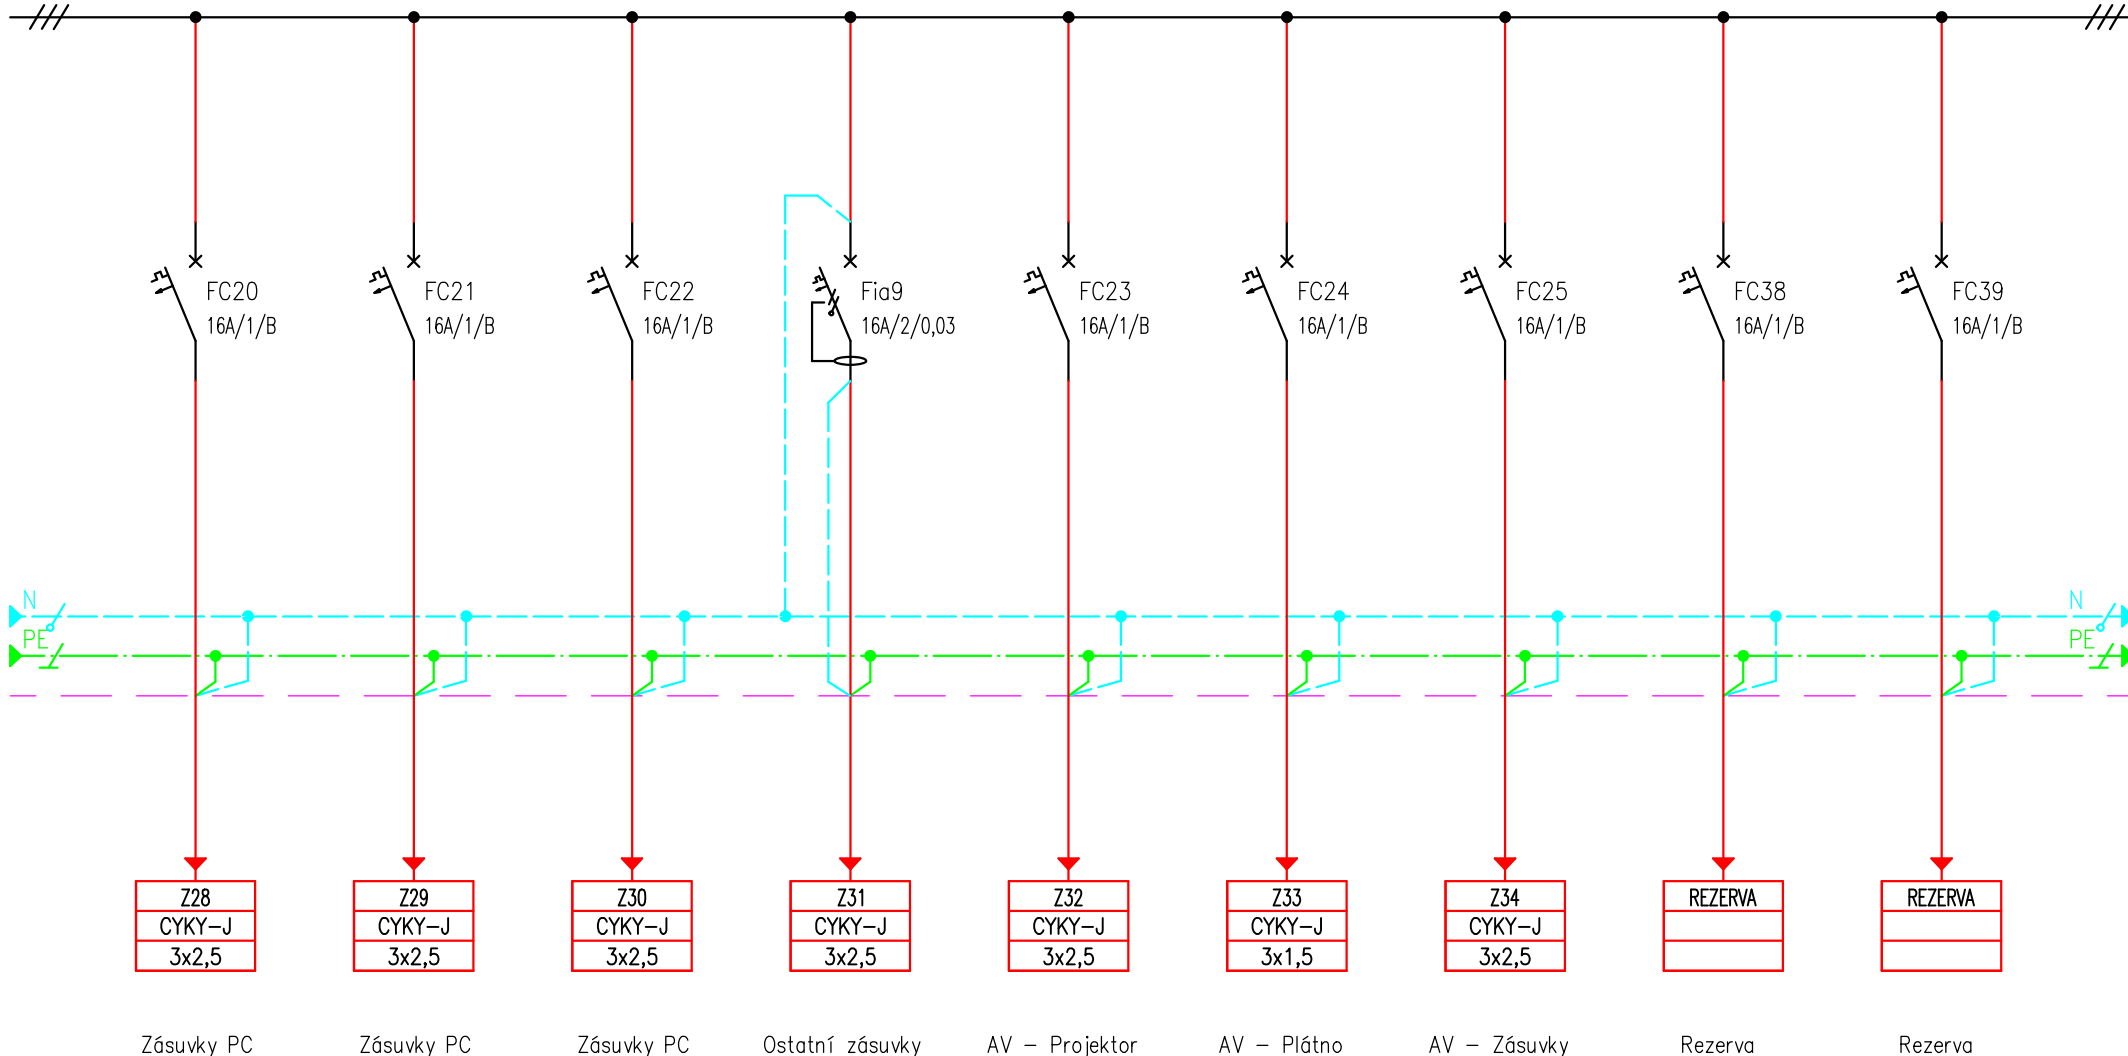 FC20
16A/1/B
FC21
16A/1/B
FC22
16A/1/B
Fia9
16A/2/0,03
FC23
16A/1/B
FC24
16A/1/B
FC25
16A/1/B
FC38
16A/1/B
FC39
16A/1/B
N
N
PE
PE
Z28
CYKY-J
3x2,5
Z29
CYKY-J
3x2,5
Z30
CYKY-J
3x2,5
Z31
CYKY-J
3x2,5
Z32
CYKY-J
3x2,5
Z33
CYKY-J
3x1,5
Z34
CYKY-J
3x2,5
REZERVA
REZERVA
Zásuvky PC
Zásuvky PC
Zásuvky PC
Ostatní zásuvky
AV – Projektor
AV – Plátno
AV – Zásuvky
Rezerva
Rezerva